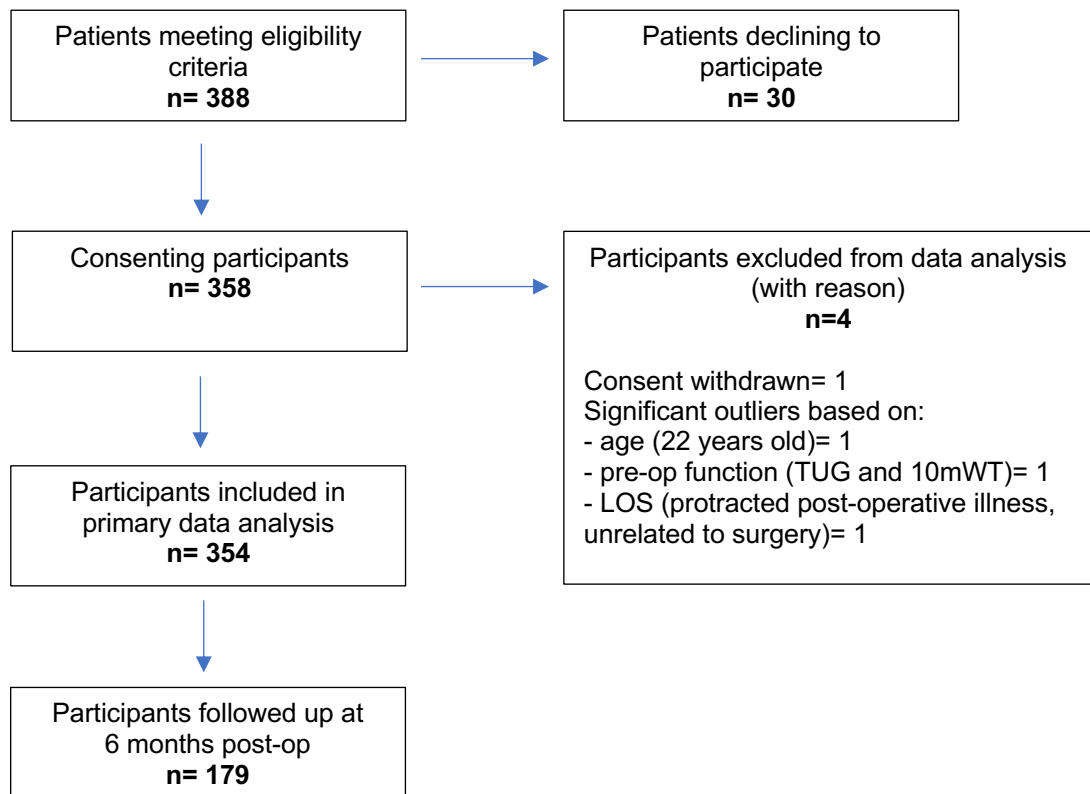 Patients meeting eligibility
criteria
n= 388
Patients declining to
participate
n= 30
Consenting participants
n= 358
Participants excluded from data analysis
(with reason)
n=4
Consent withdrawn= 1
Significant outliers based on:
- age (22 years old)= 1
- pre-op function (TUG and 10mWT)= 1
- LOS (protracted post-operative illness,
unrelated to surgery)= 1
Participants included in
primary data analysis
n= 354
Participants followed up at
6 months post-op
n= 179